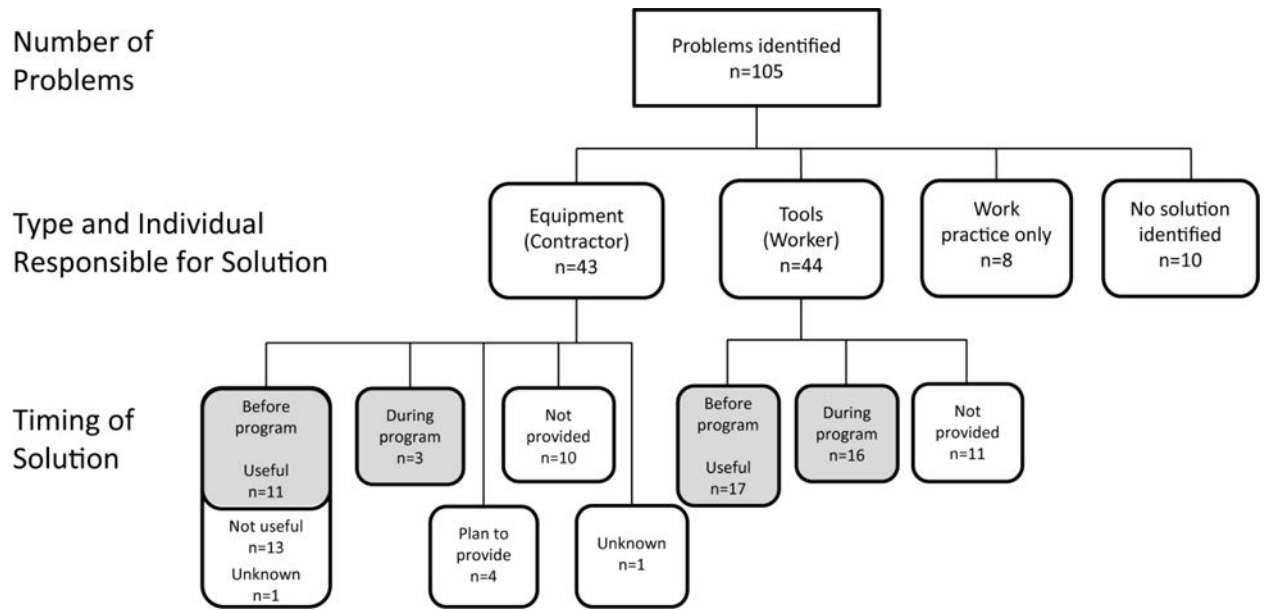 Number of
Problems
Problems identified
n=105
Type and Individual
Responsible for Solution
Equipment
(Contractor)
n=43
Tools
(Worker)
n=44
Work
practice only
n=8
No solution
identified
n=10
Timing of
Solution
Before
program
Useful
n=11
Not useful
n=13
Unknown
n=1
During
program
n=3
Plan to
provide
n=4
Not
provided
n=10
Unknown
n=1
Before
program
Useful
n=17
During
program
n=16
Not
provided
n=11